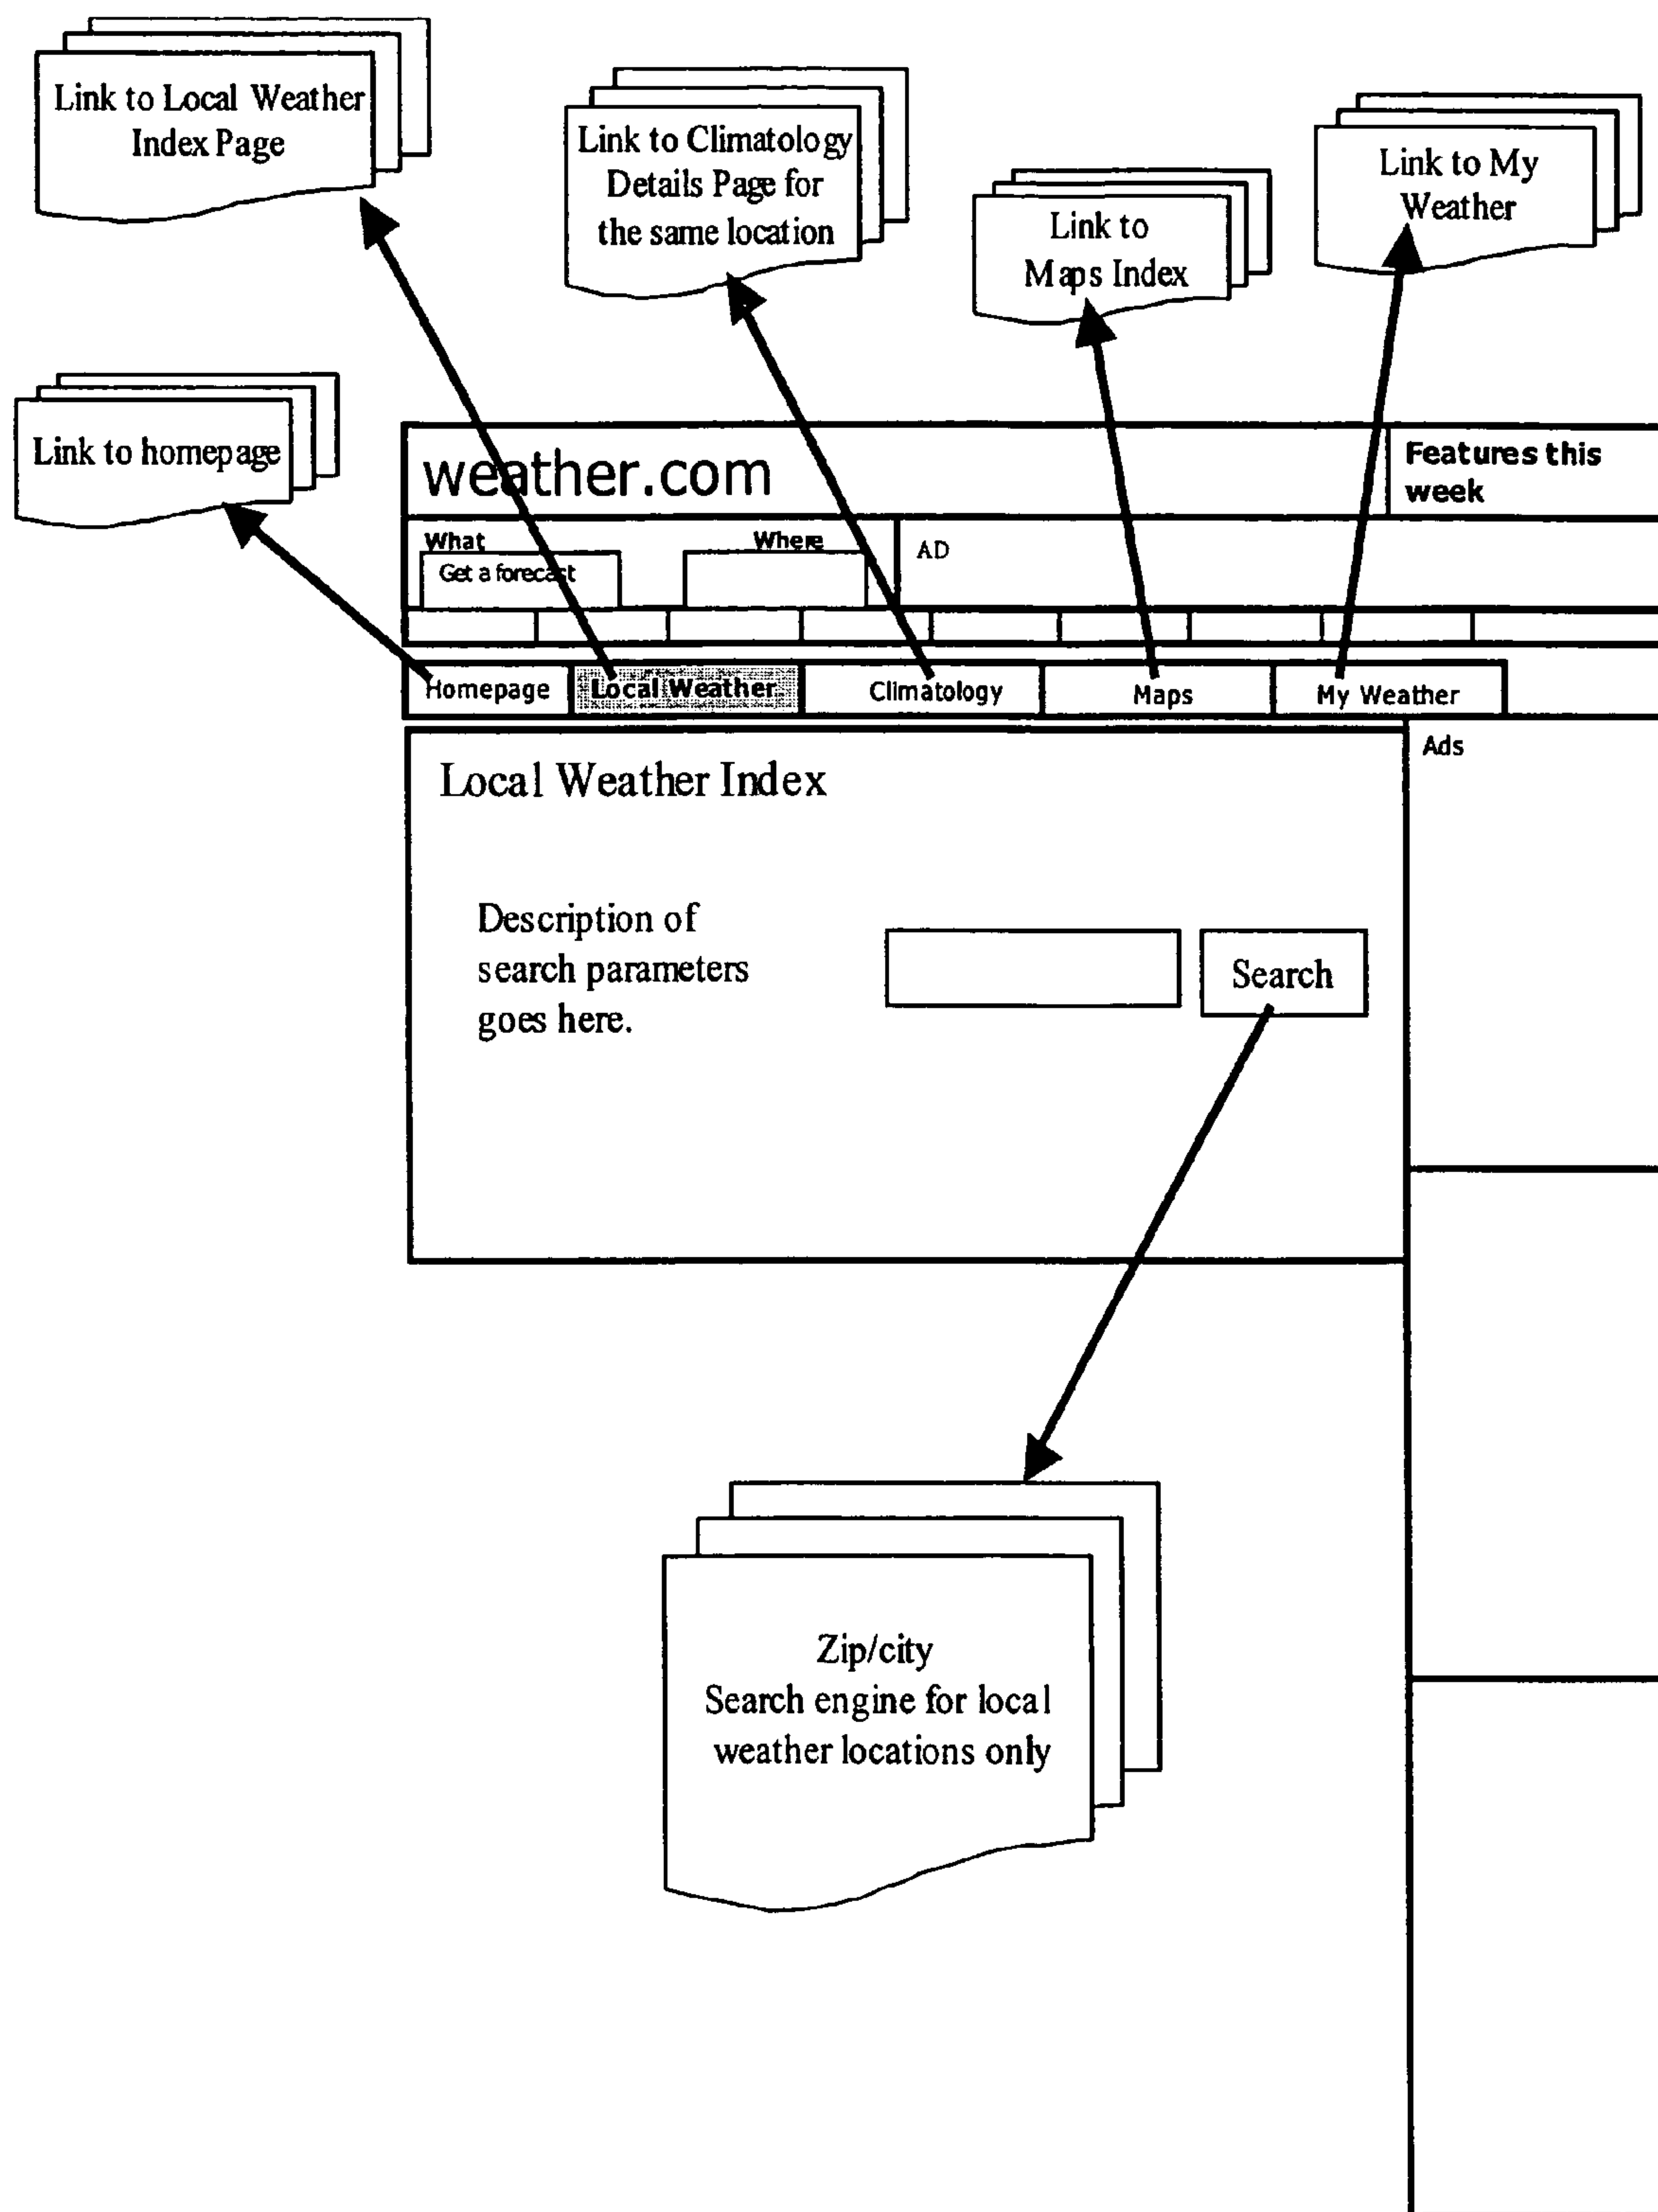 Link to Local Weather
Index Page
Link to Climatology
Details Page for
the same location
Link to
Maps Index
Link to My
Weather
Link to homepage
weather.com
Features this
week
What
Where
Get a forecast
AD
Homepage
Local Weather
Climatology
Maps
My Weather
Ads
Local Weather Index
Description of
search parameters
goes here.
Search
Zip/city
Search engine for local
weather locations only